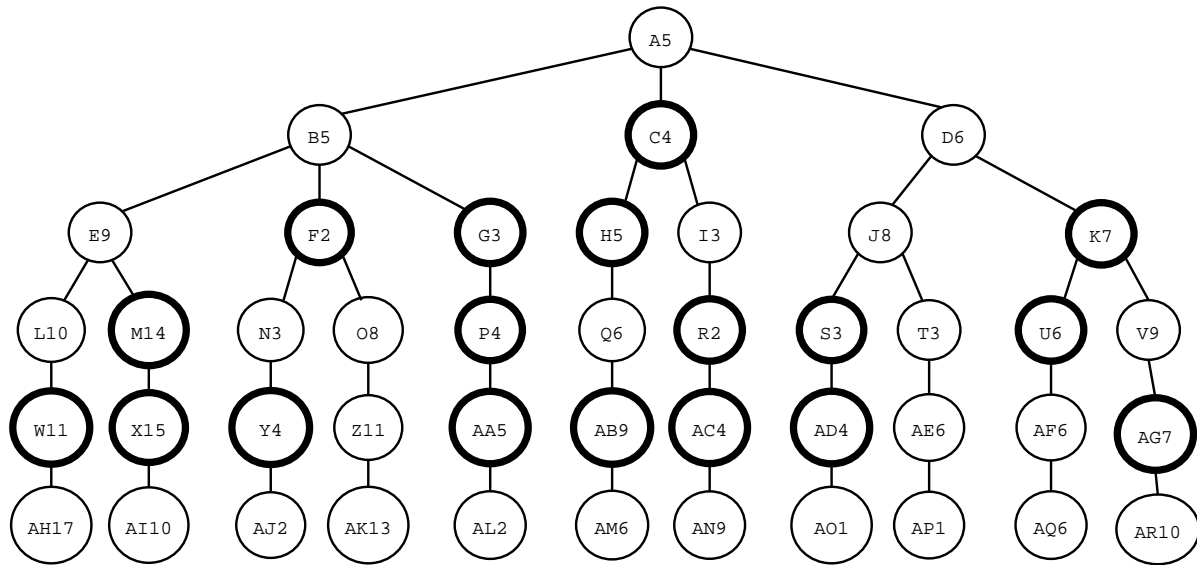 A5
B5 C4 D6
E9 F2 G3 H5 I3 J8 K7
L10 M14 N3 O8 P4 Q6 R2 S3 T3 U6 V9
W11 X15 Y4 Z11 AA5 AB9 AC4 AD4 AE6 AF6 AG7
AH17 AI10 AJ2 AK13 AL2 AM6 AN9 AO1 AP1 AQ6 AR10